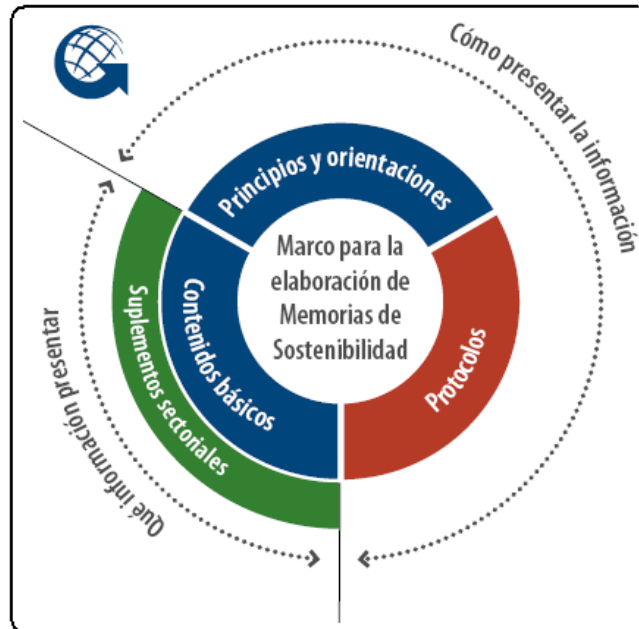 Cómo presentar la información
Principios y orientaciones
Marco para la
elaboración de
Memorias de
Sostenibilidad
Contenidos básicos
Suplementos sectoriales
Protocolos
Qué información presentar